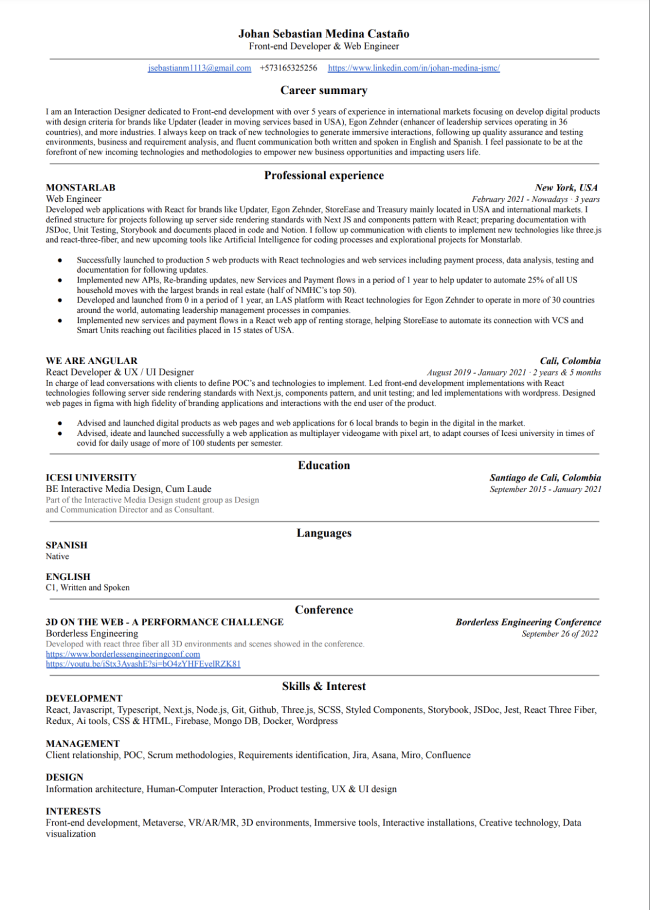 Johan Sebastian Medina Castaño
Front-end Developer & Web Engineer
jsebastianm1113@gmail.com +573165325256 https://www.linkedin.com/in/johan-medina-jsmc/
Career summary
I am an Interaction Designer dedicated to Front-end development with over 5 years of experience in international markets focusing on develop digital products
with design criteria for brands like Updater (leader in moving services based in USA), Egon Zehnder (enhancer of leadership services operating in 36
countries), and more industries. I always keep on track of new technologies to generate immersive interactions, following up quality assurance and testing
environments, business and requirement analysis, and fluent communication both written and spoken in English and Spanish. I feel passionate to be at the
forefront of new incoming technologies and methodologies to empower new business opportunities and impacting users life.
Professional experience
MONSTARLAB New York, USA
Web Engineer February 2021 - Nowadays · 3 years
Developed web applications with React for brands like Updater, Egon Zehnder, StoreEase and Treasury mainly located in USA and international markets. I
defined structure for projects following up server side rendering standards with Next JS and components pattern with React; preparing documentation with
JSDoc, Unit Testing, Storybook and documents placed in code and Notion. I follow up communication with clients to implement new technologies like three.js
and react-three-fiber, and new upcoming tools like Artificial Intelligence for coding processes and explorational projects for Monstarlab.
● Successfully launched to production 5 web products with React technologies and web services including payment process, data analysis, testing and
documentation for following updates.
● Implemented new APIs, Re-branding updates, new Services and Payment flows in a period of 1 year to help updater to automate 25% of all US
household moves with the largest brands in real estate (half of NMHC's top 50).
● Developed and launched from 0 in a period of 1 year, an LAS platform with React technologies for Egon Zehnder to operate in more of 30 countries
around the world, automating leadership management processes in companies.
● Implemented new services and payment flows in a React web app of renting storage, helping StoreEase to automate its connection with VCS and
Smart Units reaching out facilities placed in 15 states of USA.
WE ARE ANGULAR Cali, Colombia
React Developer & UX / UI Designer August 2019 - January 2021 · 2 years & 5 months
In charge of lead conversations with clients to define POC's and technologies to implement. Led front-end development implementations with React
technologies following server side rendering standards with Next.js, components pattern, and unit testing; and led implementations with wordpress. Designed
web pages in figma with high fidelity of branding applications and interactions with the end user of the product.
● Advised and launched digital products as web pages and web applications for 6 local brands to begin in the digital in the market.
● Advised, ideate and launched successfully a web application as multiplayer videogame with pixel art, to adapt courses of Icesi university in times of
covid for daily usage of more of 100 students per semester.
Education
ICESI UNIVERSITY Santiago de Cali, Colombia
BE Interactive Media Design, Cum Laude September 2015 - January 2021
Part of the Interactive Media Design student group as Design
and Communication Director and as Consultant.
Languages
SPANISH
Native
ENGLISH
C1, Written and Spoken
Conference
3D ON THE WEB - A PERFORMANCE CHALLENGE Borderless Engineering Conference
Borderless Engineering September 26 of 2022
Developed with react three fiber all 3D environments and scenes showed in the conference.
https://www.borderlessengineeringconf.com
Skills & Interest
DEVELOPMENT
React, Javascript, Typescript, Next.js, Node.js, Git, Github, Three.js, SCSS, Styled Components, Storybook, JSDoc, Jest, React Three Fiber,
Redux, Ai tools, CSS & HTML, Firebase, Mongo DB, Docker, Wordpress
MANAGEMENT
Client relationship, POC, Scrum methodologies, Requirements identification, Jira, Asana, Miro, Confluence
DESIGN
Information architecture, Human-Computer Interaction, Product testing, UX & UI design
INTERESTS
Front-end development, Metaverse, VR/AR/MR, 3D environments, Immersive tools, Interactive installations, Creative technology, Data
visualization